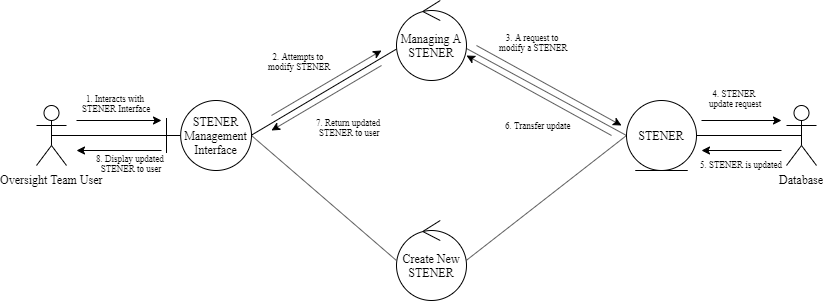 Managing A
STENER
3. A request to
modify a STENER
2. Attempts to
modify STENER
1. Interacts with
STENER Interface
4. STENER
update request
STENER
Management
Interface
7. Return updated
STENER to user
6. Transfer update
STENER
8. Display updated
STENER to user
5. STENER is updated
Oversight Team User
Database
Create New
STENER